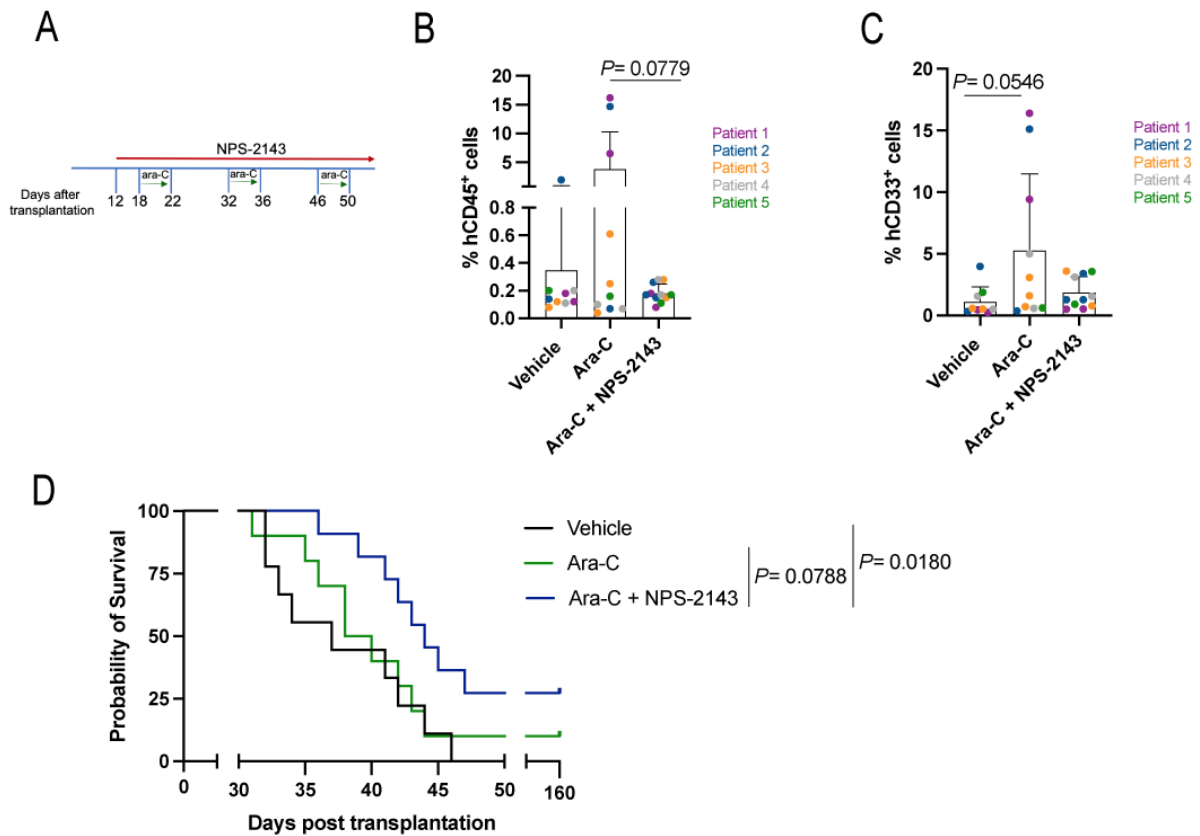 A
NPS-2143
ara-C ara-C ara-C
Days after
transplantation
12 18 22 32 36 46 50
B
P= 0.0779
% hCD45+ cells
20
15
10
5
0.8
0.6
0.4
0.2
0.0
Vehicle
Ara-C
Ara-C + NPS-2143
Patient 1
Patient 2
Patient 3
Patient 4
Patient 5
C
P= 0.0546
% hCD33+ cells
20
15
10
5
0
Vehicle
Ara-C
Ara-C + NPS-2143
Patient 1
Patient 2
Patient 3
Patient 4
Patient 5
D
Probability of Survival
100
75
50
25
0
0 30 35 40 45 50 160
Days post transplantation
Vehicle
Ara-C
Ara-C + NPS-2143
P= 0.0788
P= 0.0180